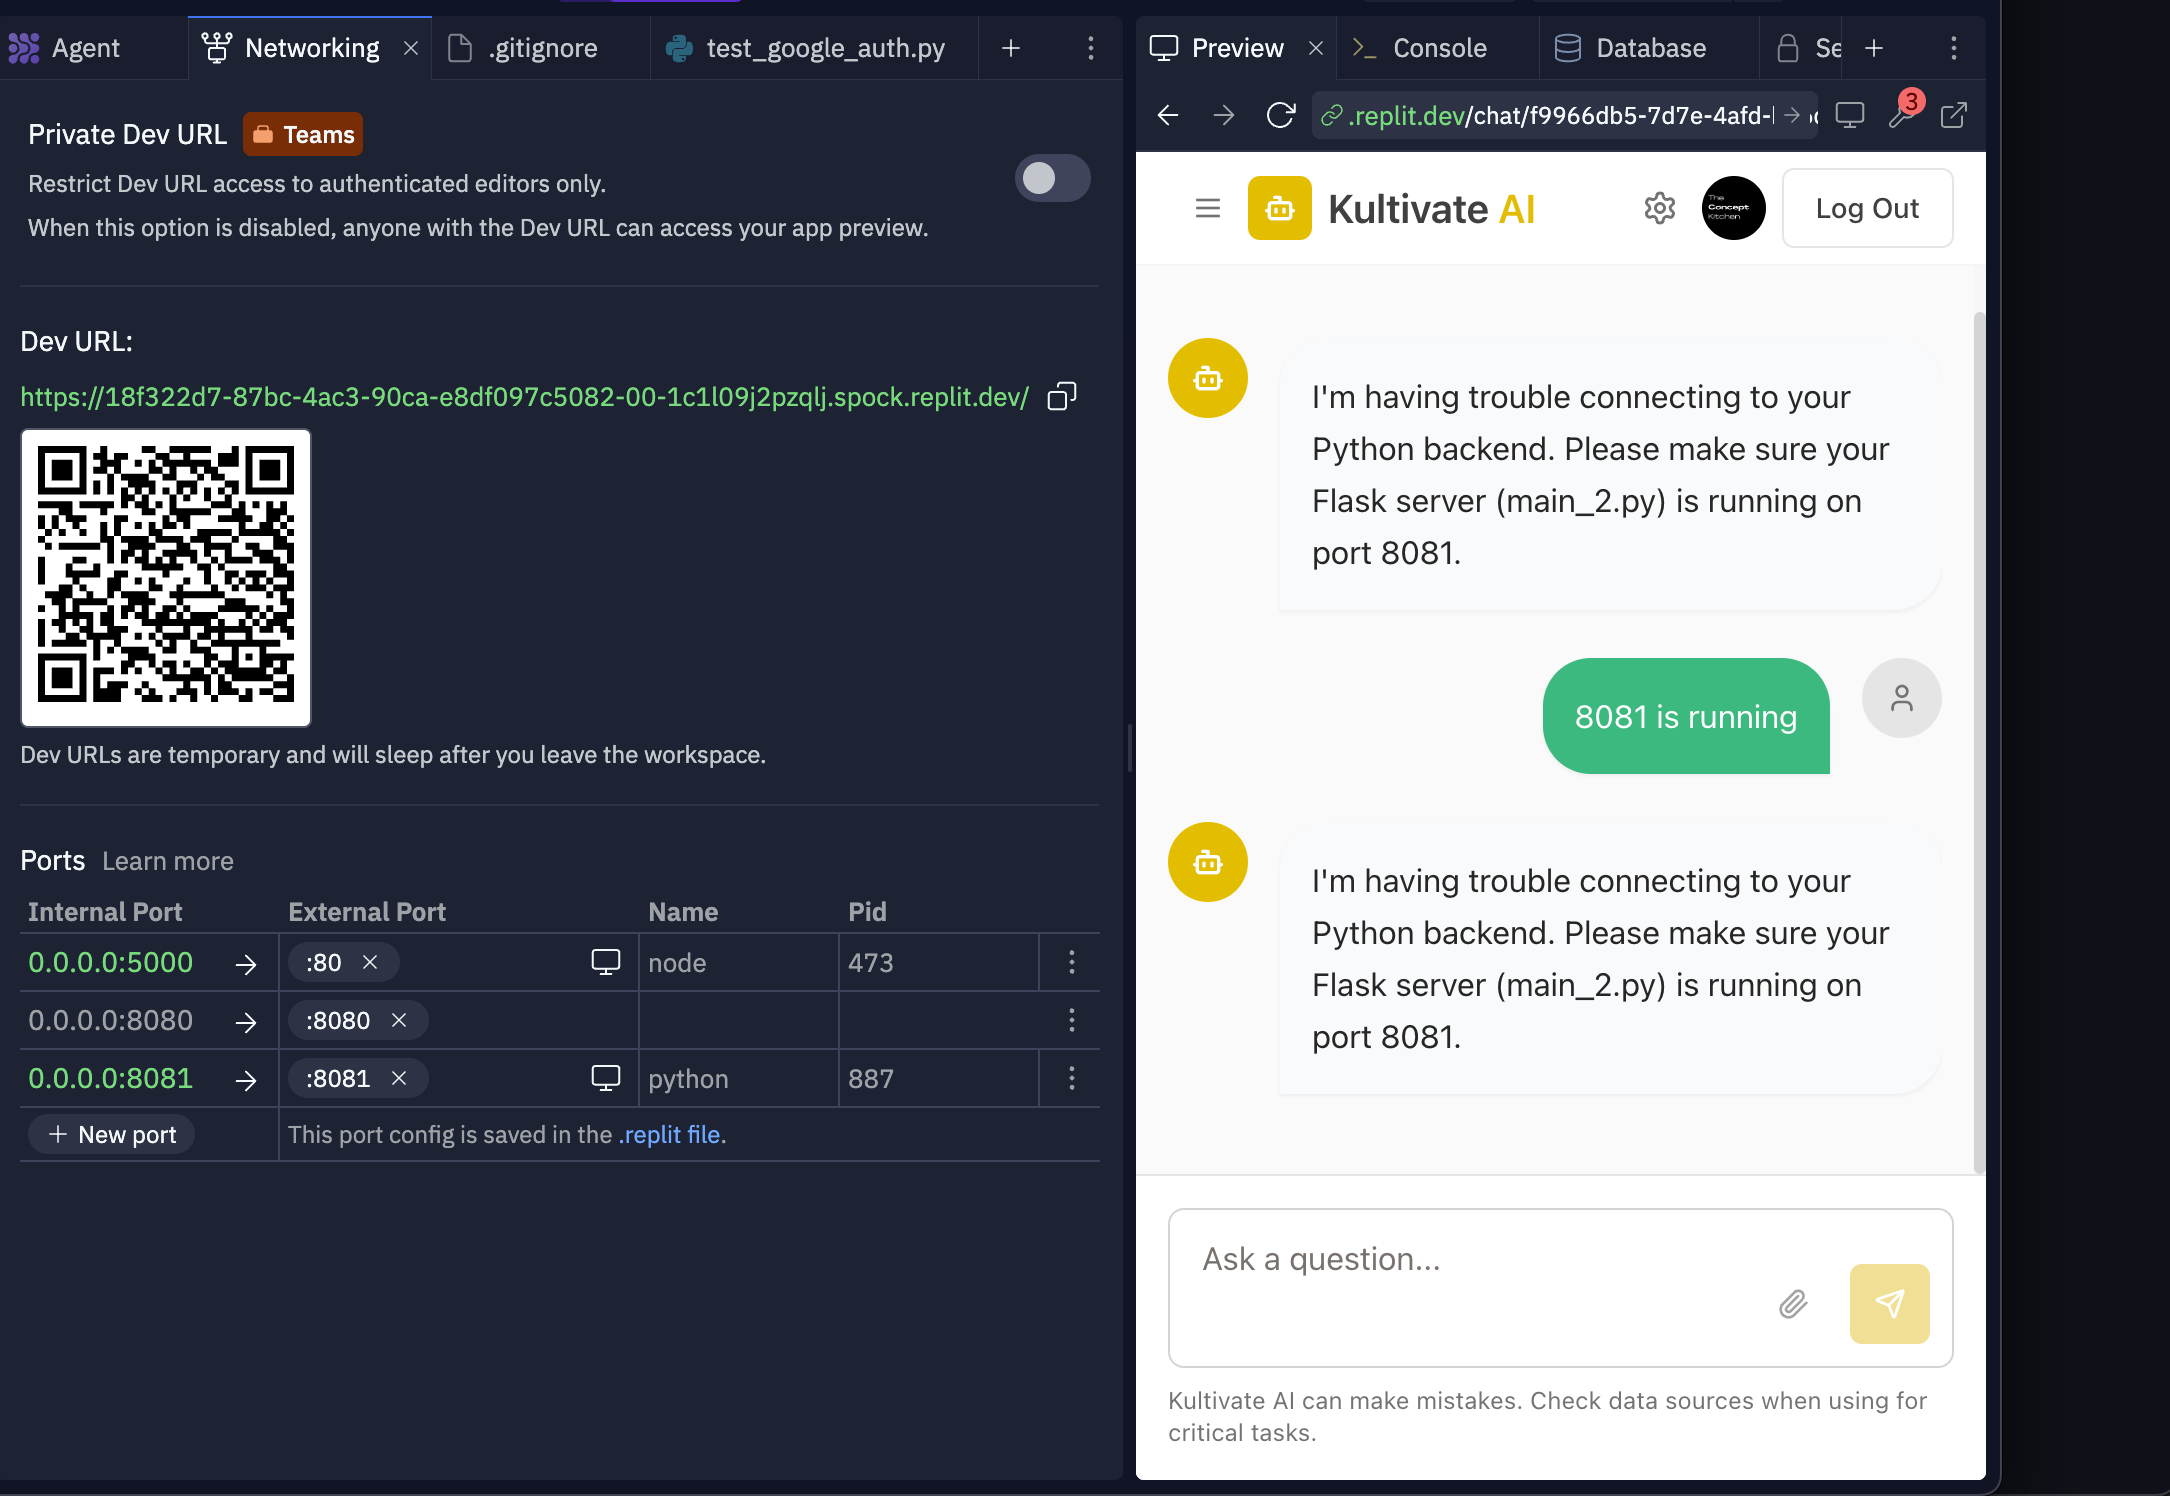 Agent
Networking
.gitignore
test_google_auth.py
Private Dev URL
Teams
Restrict Dev URL access to authenticated editors only.
When this option is disabled, anyone with the Dev URL can access your app preview.
Dev URL:
https://18f322d7-87bc-4ac3-90ca-e8df097c5082-00-1c1l09j2pzqlj.spock.replit.dev/
Dev URLs are temporary and will sleep after you leave the workspace.
Ports Learn more
Internal Port External Port Name Pid
0.0.0.0:5000 → :80 node 473
0.0.0.0:8080 → :8080
0.0.0.0:8081 → :8081 python 887
+ New port This port config is saved in the .replit file.
Preview
Console
Database
Se
.replit.dev/chat/f9966db5-7d7e-4afd-
3
Kultivate AI
The
Concept
Kitchen
Log Out
I'm having trouble connecting to your
Python backend. Please make sure your
Flask server (main_2.py) is running on
port 8081.
8081 is running
I'm having trouble connecting to your
Python backend. Please make sure your
Flask server (main_2.py) is running on
port 8081.
Ask a question...
Kultivate AI can make mistakes. Check data sources when using for
critical tasks.